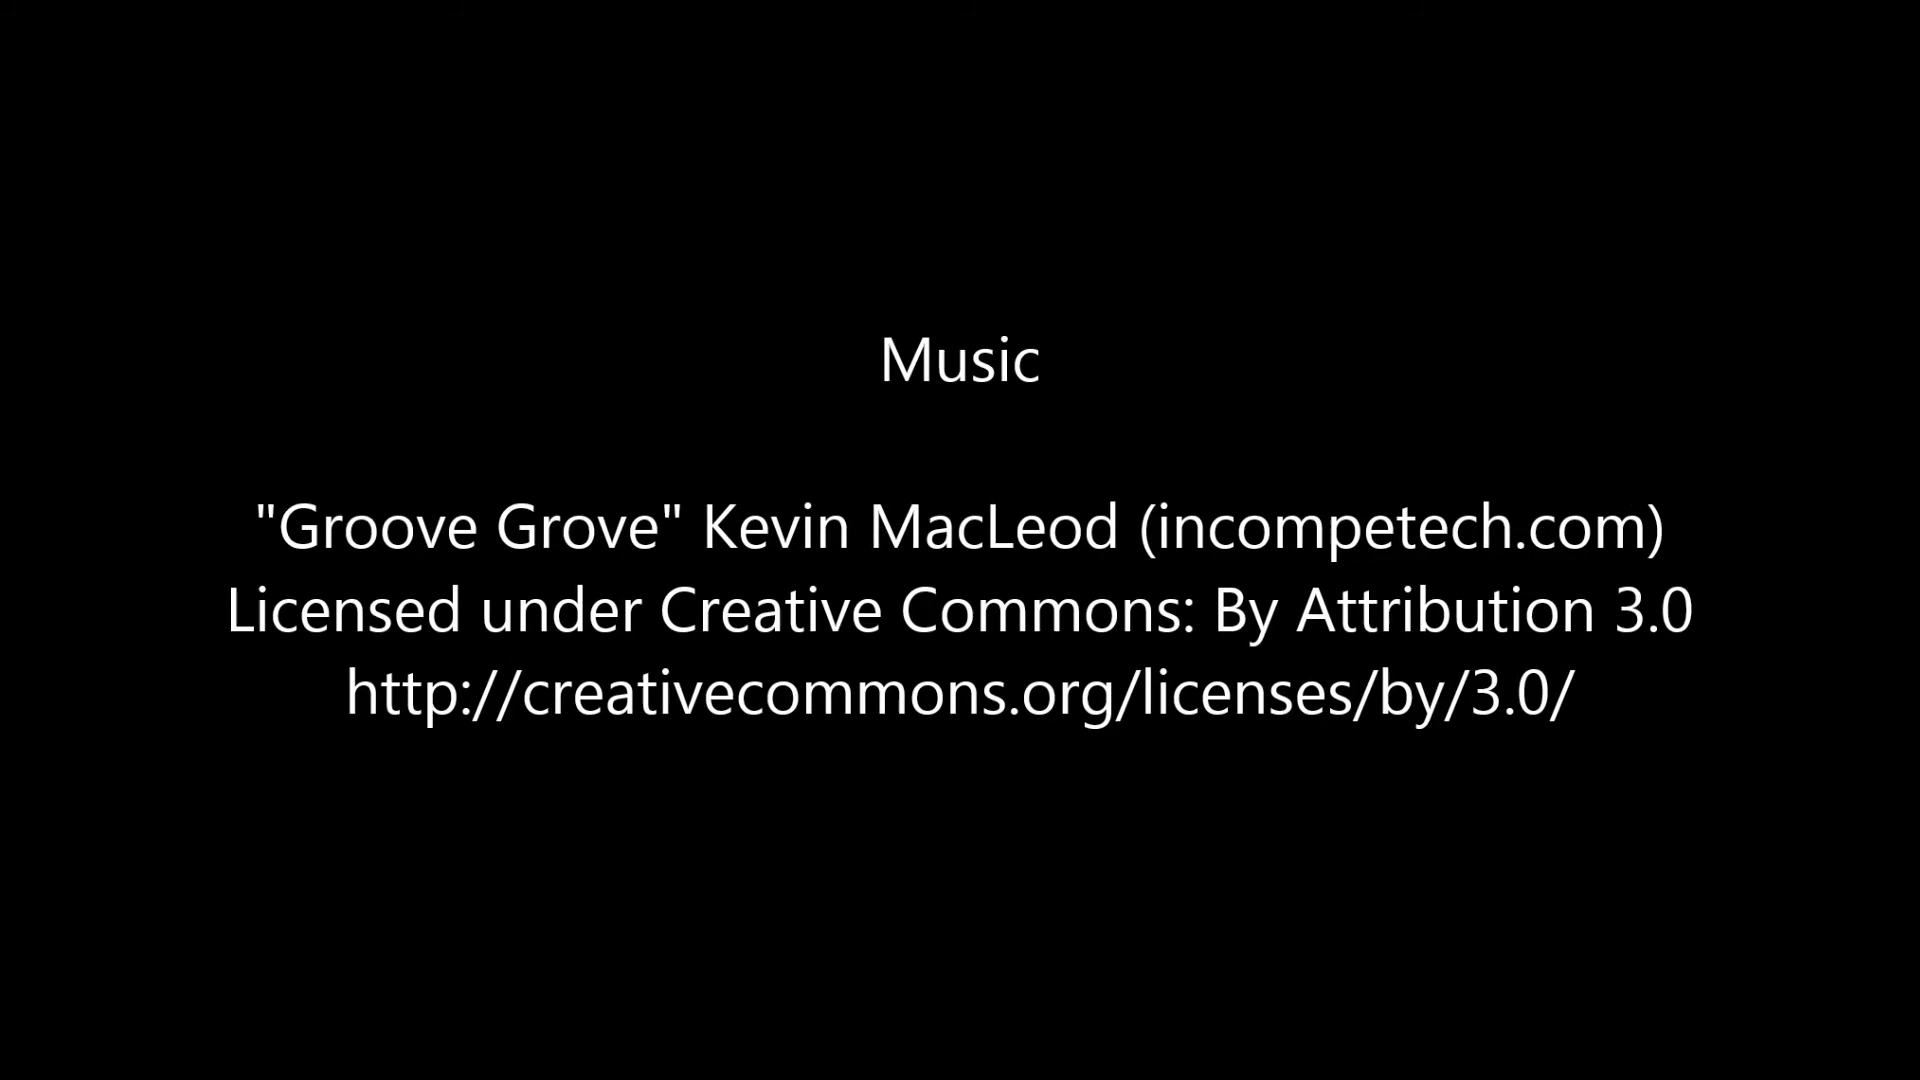 Music
"Groove Grove" Kevin MacLeod (incompetech.com)
Licensed under Creative Commons: By Attribution 3.0
http://creativecommons.org/licenses/by/3.0/